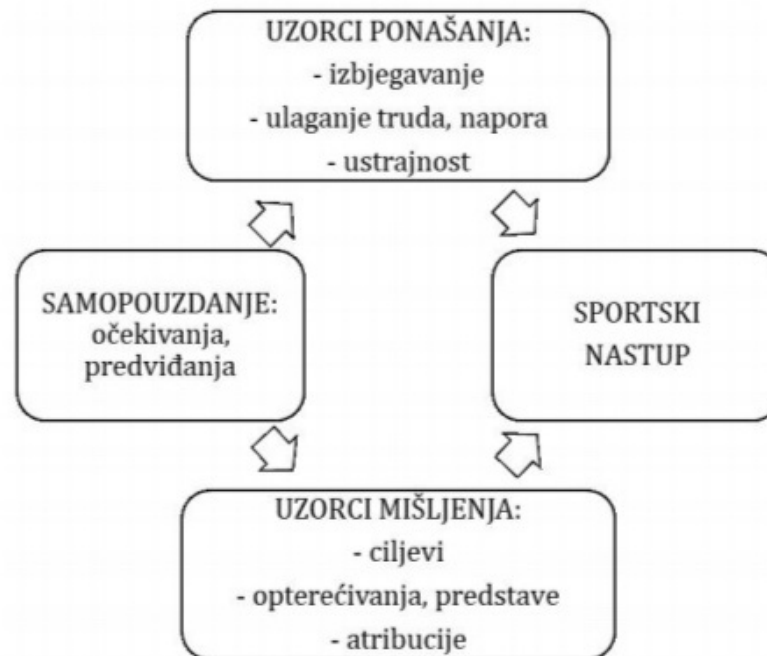 UZORCI PONAŠANJA:
- izbjegavanje
- ulaganje truda, napora
- ustrajnost
SAMOPOUZDANJE:
očekivanja,
predviđanja
SPORTSKI
NASTUP
UZORCI MIŠLJENJA:
- ciljevi
- opterećivanja, predstave
- atribucije